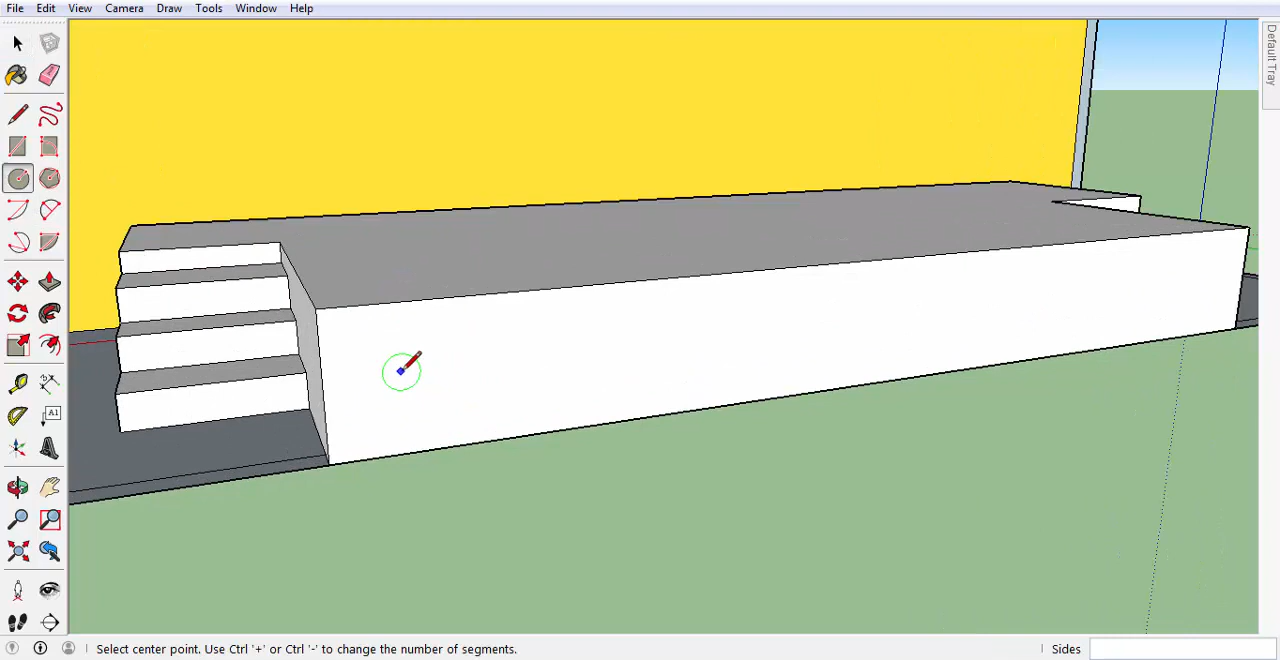 File Edit View Camera Draw Tools Window Help
Default Tray
A1
Select center point. Use Ctrl '+' or Ctrl '-' to change the number of segments.
Sides